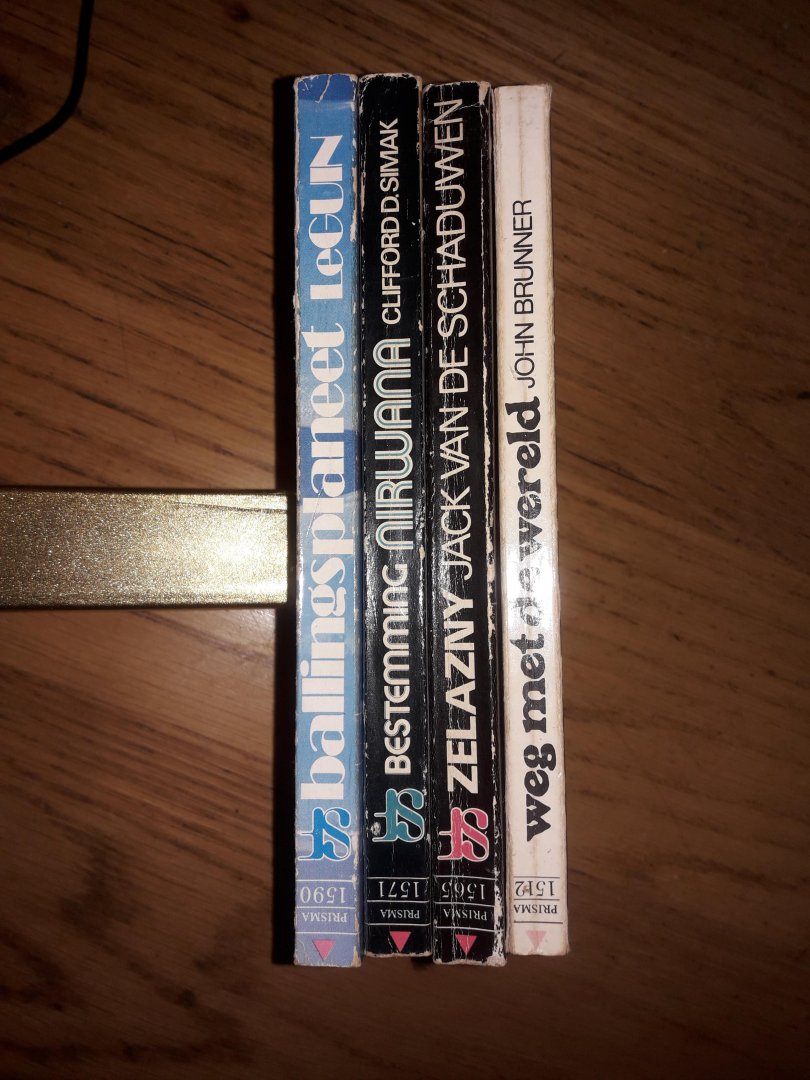 ballingsplaneet LeGUIN
SF
PRISMA
1590
BESTEMMING NIRWANA CLIFFORD D. SIMAK
SF
PRISMA
1571
ZELAZNY JACK VAN DE SCHADUWEN
SF
PRISMA
1565
weg met de wereld JOHN BRUNNER
PRISMA
1512